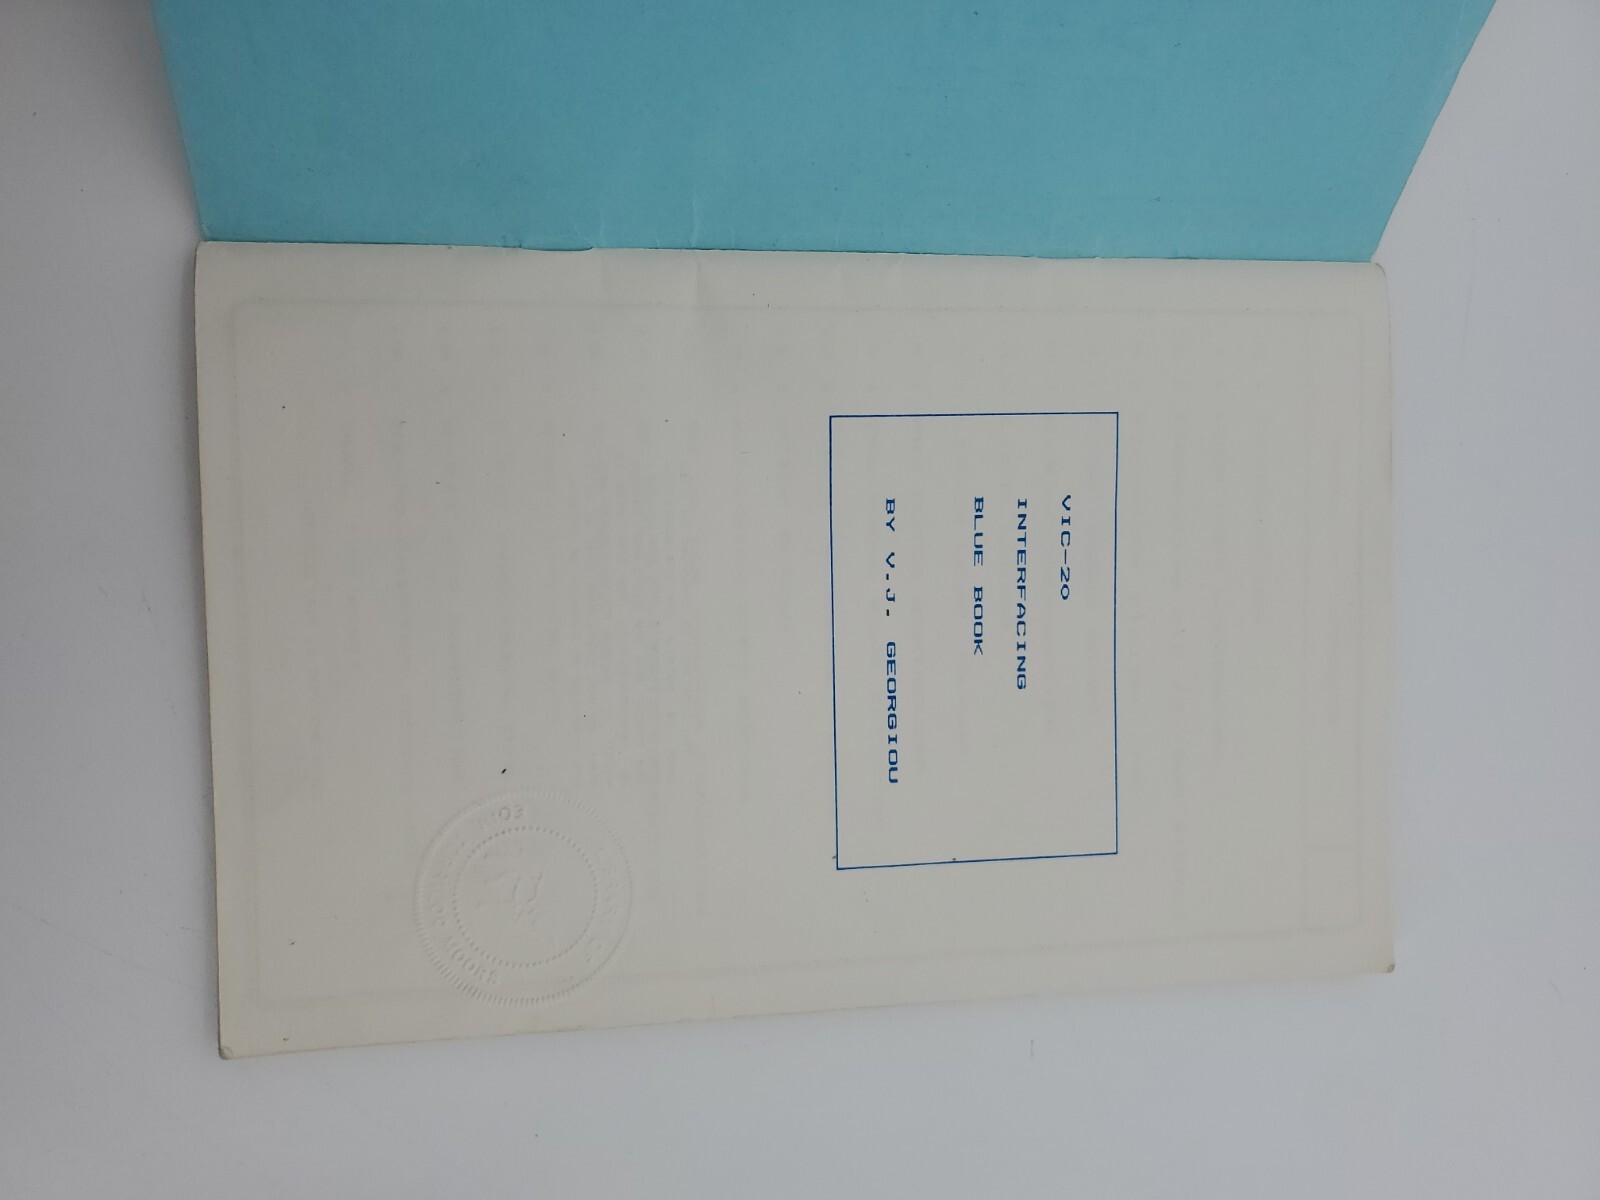 VIC-20
INTERFACING
BLUE BOOK
BY V.J. GEORGIOU